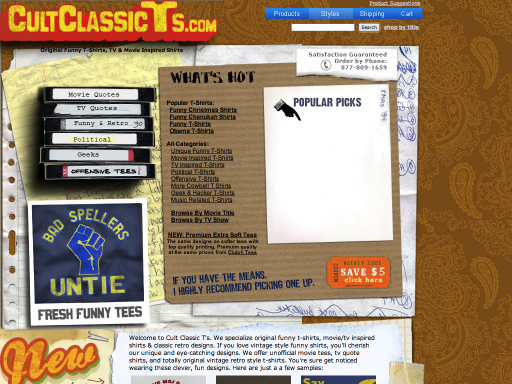 CultClassicTs.com
Product Suggestions
Products
Styles
Shipping
Cart
Search
shop by title
Original Funny T-Shirts, TV & Movie Inspired Shirts
Satisfaction Guaranteed
Order by Phone:
877-809-1659
Movie Quotes
TV Quotes
Funny & Retro
Political
Geeks
OFFENSIVE TEES!
WHAT'S HOT
Popular T-Shirts:
Funny Christmas Shirts
Funny Chanukah Shirts
Funny T-Shirts
Obama T-Shirts
All Categories:
Unique Funny T-Shirts
Movie Inspired T-Shirts
TV Inspired T-Shirts
Political T-Shirts
Offensive T-Shirts
More Cowbell T Shirts
Geek & Hacker T-Shirts
Music Related T-Shirts
Browse By Movie Title
Browse By TV Show
NEW: Premium Extra Soft Tees
The same designs on softer tees with
top quality printing. Premium quality
at the same prices from Clutch Tees
POPULAR PICKS
BAD SPELLERS
UNTIE
FRESH FUNNY TEES
IF YOU HAVE THE MEANS,
I HIGHLY RECOMMEND PICKING ONE UP.
SAVE $5
click here
New
Welcome to Cult Classic T's. We specialize original funny t-shirts, movie/tv inspired
shirts & classic retro designs. If you love vintage style funny shirts, you'll cherish
our unique and eye-catching designs. We offer unofficial movie tees, tv quote
shirts, and totally original vintage retro style t-shirts. You're sure get noticed
wearing these clever, fun designs. Here are just a a few samples:
Say